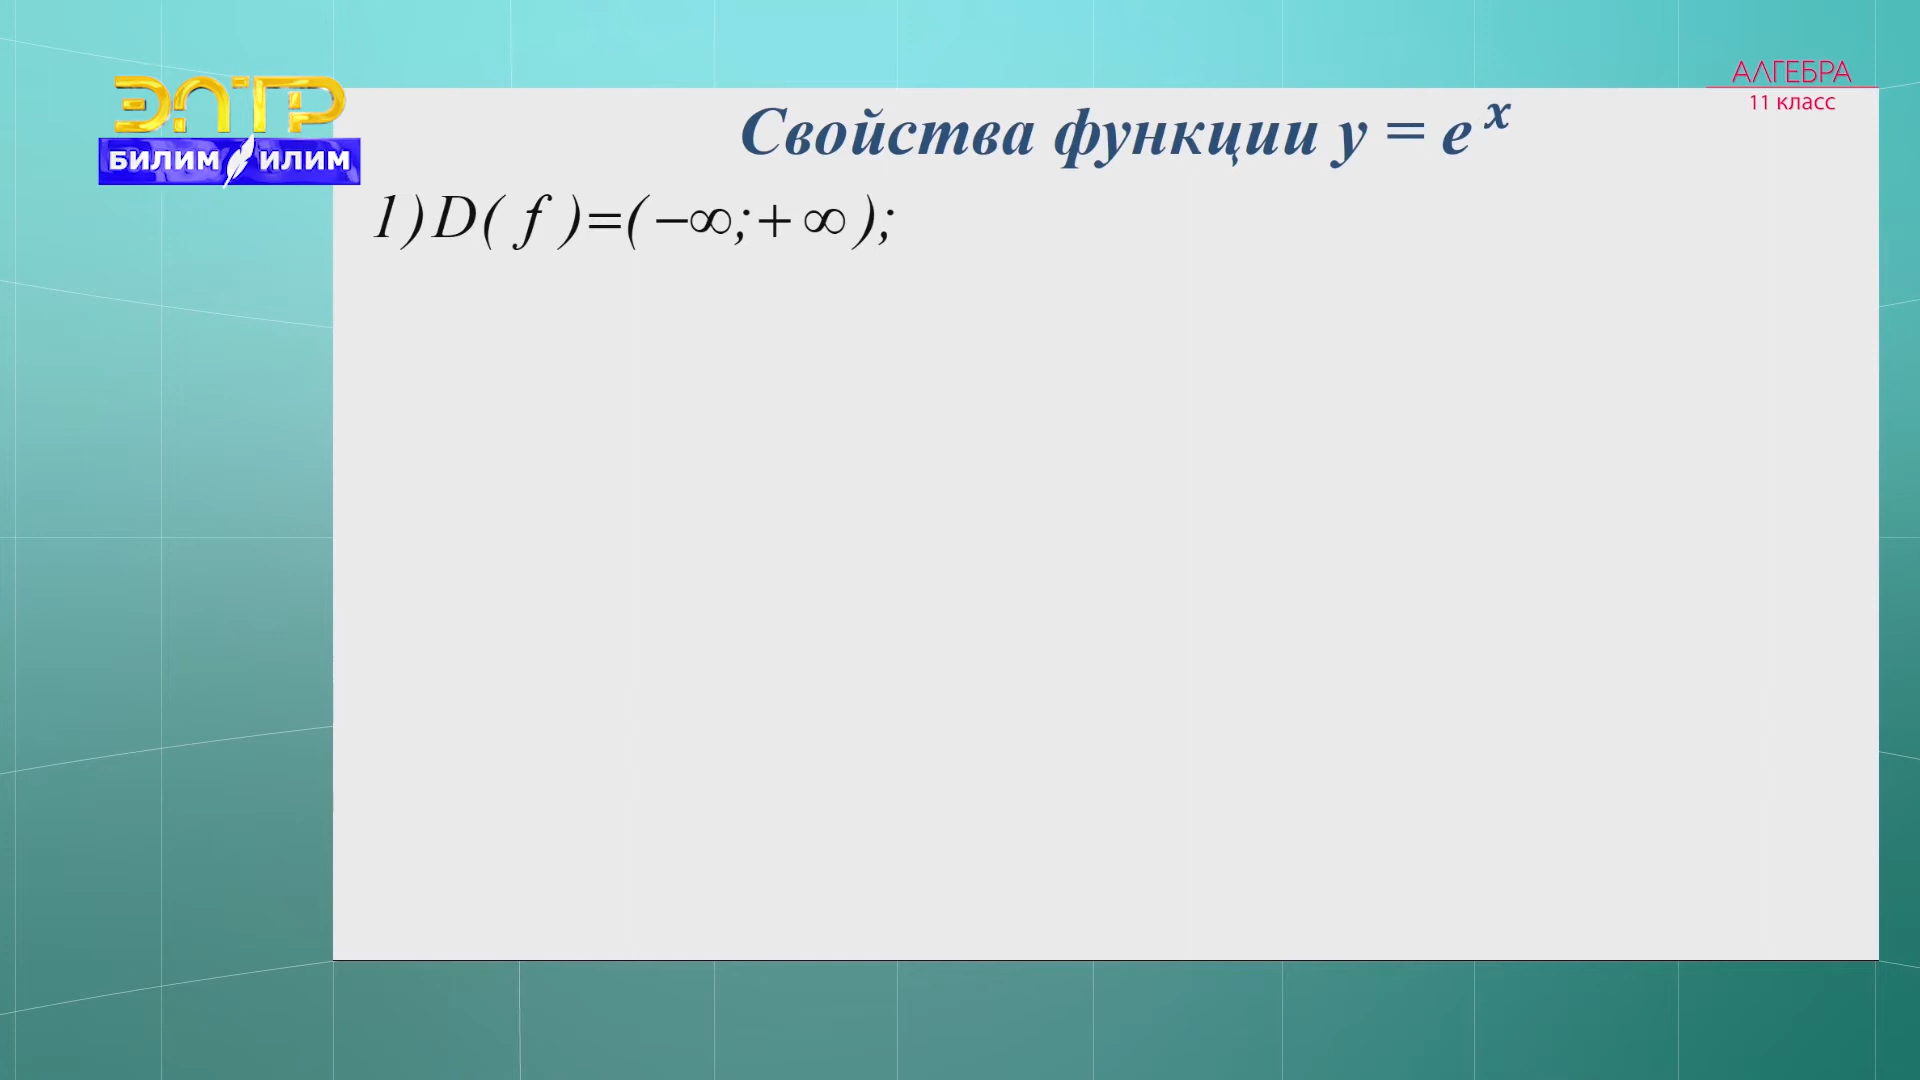 ЭЛТР
БИЛИМ ИЛИМ
АЛГЕБРА
11 класс
Свойства функции y = e^x
1) D( f )=( −∞;+ ∞ );